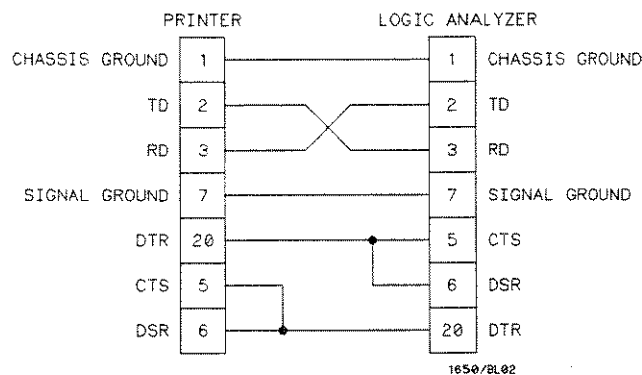 PRINTER LOGIC ANALYZER
CHASSIS GROUND 1 1 CHASSIS GROUND
TD 2 2 TD
RD 3 3 RD
SIGNAL GROUND 7 7 SIGNAL GROUND
DTR 20 5 CTS
CTS 5 6 DSR
DSR 6 20 DTR
1650/BL02